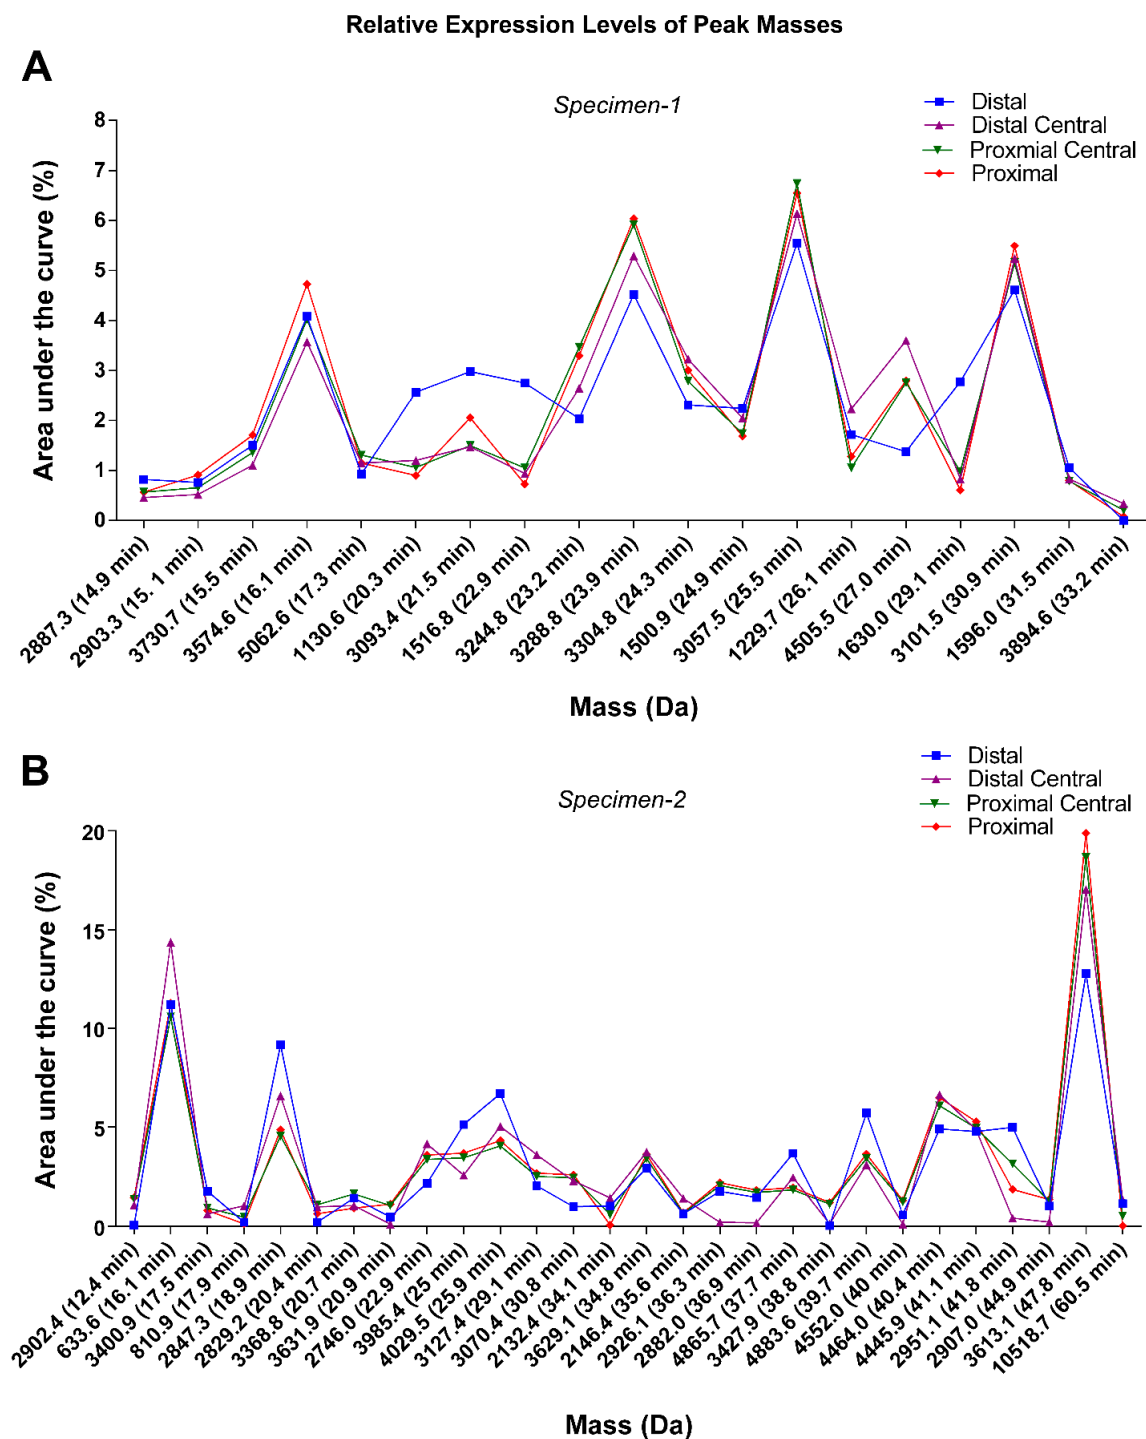 Relative Expression Levels of Peak Masses
A
Specimen-1
Distal
Distal Central
Proxmial Central
Proximal
Area under the curve (%)
8
7
6
5
4
3
2
1
0
2887.3 (14.9 min)
2903.3 (15. 1 min)
3730.7 (15.5 min)
3574.6 (16.1 min)
5062.6 (17.3 min)
1130.6 (20.3 min)
3093.4 (21.5 min)
1516.8 (22.9 min)
3244.8 (23.2 min)
3288.8 (23.9 min)
3304.8 (24.3 min)
1500.9 (24.9 min)
3057.5 (25.5 min)
1229.7 (26.1 min)
4505.5 (27.0 min)
1630.0 (29.1 min)
3101.5 (30.9 min)
1596.0 (31.5 min)
3894.6 (33.2 min)
Mass (Da)
B
Specimen-2
Distal
Distal Central
Proximal Central
Proximal
Area under the curve (%)
20
15
10
5
0
2902.4 (12.4 min)
633.6 (16.1 min)
3400.9 (17.5 min)
810.9 (17.9 min)
2847.3 (18.9 min)
2829.2 (20.4 min)
3368.8 (20.7 min)
3631.9 (20.9 min)
2746.0 (22.9 min)
3985.4 (25 min)
4029.5 (25.9 min)
3127.4 (29.1 min)
3070.4 (30.8 min)
2132.4 (34.1 min)
3629.1 (34.8 min)
2146.4 (35.6 min)
2926.1 (36.3 min)
2882.0 (36.9 min)
4865.7 (37.7 min)
3427.9 (38.8 min)
4883.6 (39.7 min)
4552.0 (40 min)
4464.0 (40.4 min)
4445.9 (41.1 min)
2951.1 (41.8 min)
2907.0 (44.9 min)
3613.1 (47.8 min)
10518.7 (60.5 min)
Mass (Da)